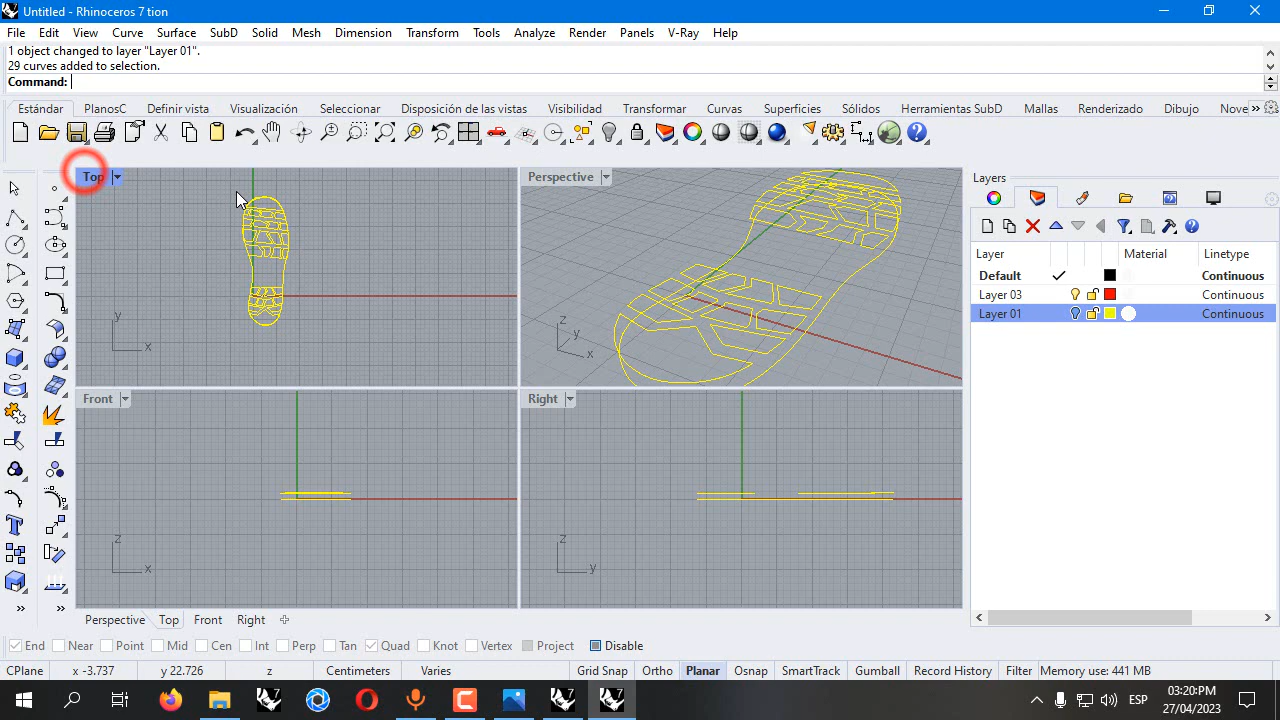 Untitled - Rhinoceros 7 tion
File Edit View Curve Surface SubD Solid Mesh Dimension Transform Tools Analyze Render Panels V-Ray Help
1 object changed to layer "Layer 01".
29 curves added to selection.
Command:
Estándar PlanosC Definir vista Visualización Seleccionar Disposición de las vistas Visibilidad Transformar Curvas Superficies Sólidos Herramientas SubD Mallas Renderizado Dibujo Nove
Top Perspective Layers
Layer Material Linetype
Default Continuous
Layer 03 Continuous
Layer 01 Continuous
y x
z y x
Front Right
z x
z y
Perspective Top Front Right
End Near Point Mid Cen Int Perp Tan Quad Knot Vertex Project Disable
CPlane x -3.737 y 22.726 z Centimeters Varies Grid Snap Ortho Planar Osnap SmartTrack Gumball Record History Filter Memory use: 441 MB
ESP 03:20:PM
27/04/2023